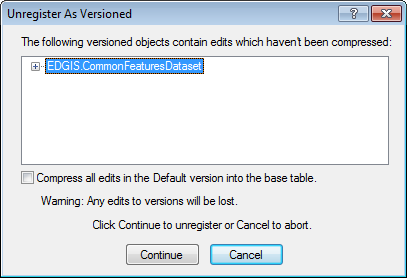 Unregister As Versioned
The following versioned objects contain edits which haven't been compressed:
EDGIS.CommonFeaturesDataset
Compress all edits in the Default version into the base table.
Warning: Any edits to versions will be lost.
Click Continue to unregister or Cancel to abort.
Continue Cancel